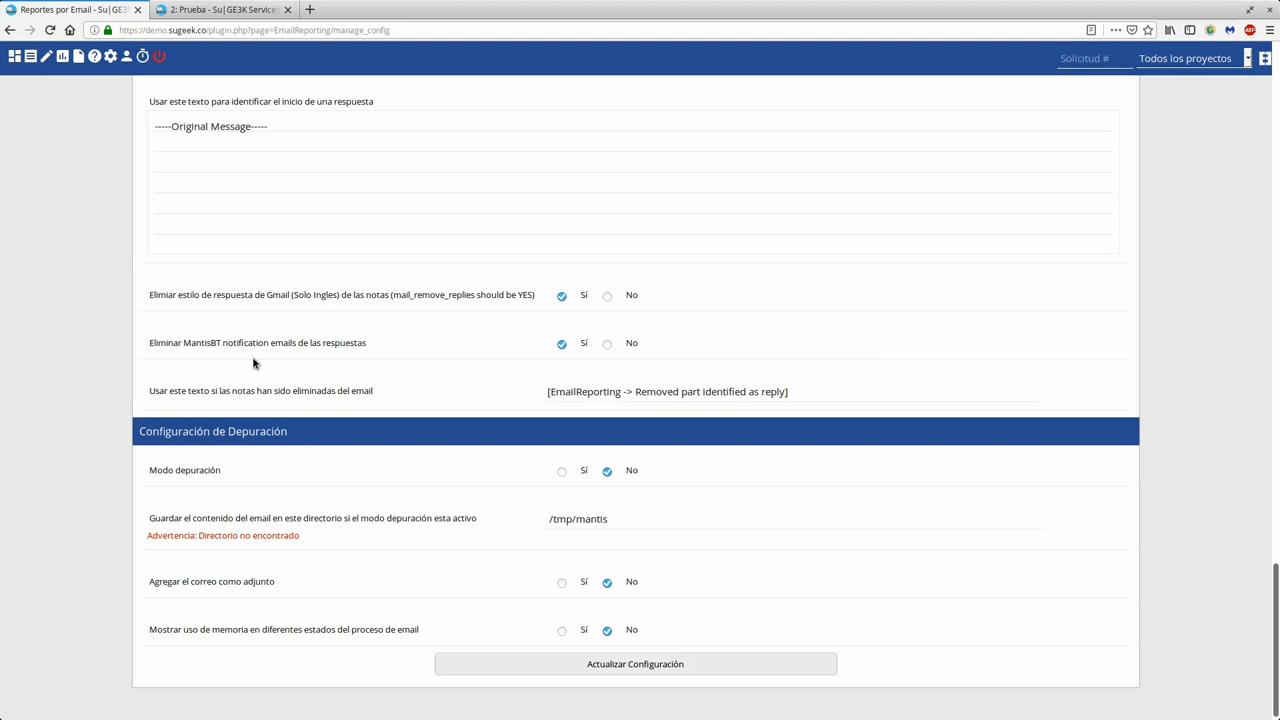 Reportes por Email - Su|GE3K
2: Prueba - Su|GE3K Service
https://demo.sugeek.co/plugin.php?page=EmailReporting/manage_config
Solicitud #
Todos los proyectos
Usar este texto para identificar el inicio de una respuesta
-----Original Message-----
Elimiar estilo de respuesta de Gmail (Solo Ingles) de las notas (mail_remove_replies should be YES) Sí No
Eliminar MantisBT notification emails de las respuestas Sí No
Usar este texto si las notas han sido eliminadas del email [EmailReporting -> Removed part identified as reply]
Configuración de Depuración
Modo depuración Sí No
Guardar el contenido del email en este directorio si el modo depuración esta activo /tmp/mantis
Advertencia: Directorio no encontrado
Agregar el correo como adjunto Sí No
Mostrar uso de memoria en diferentes estados del proceso de email Sí No
Actualizar Configuración